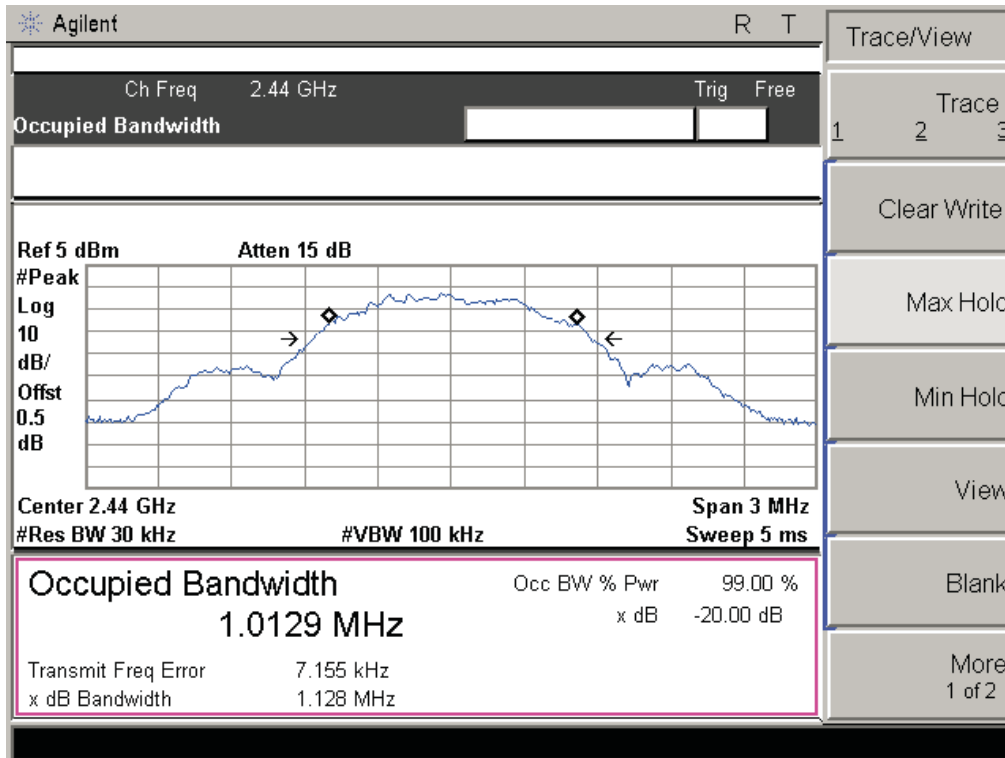 Agilent R T
Ch Freq 2.44 GHz Trig Free
Occupied Bandwidth
Ref 5 dBm Atten 15 dB
#Peak
Log
10
dB/
Offst
0.5
dB
Center 2.44 GHz Span 3 MHz
#Res BW 30 kHz #VBW 100 kHz Sweep 5 ms
Occupied Bandwidth Occ BW % Pwr 99.00 %
1.0129 MHz x dB -20.00 dB
Transmit Freq Error 7.155 kHz
x dB Bandwidth 1.128 MHz
Trace/View
Trace
1 2 3
Clear Write
Max Hold
Min Hold
View
Blank
More
1 of 2